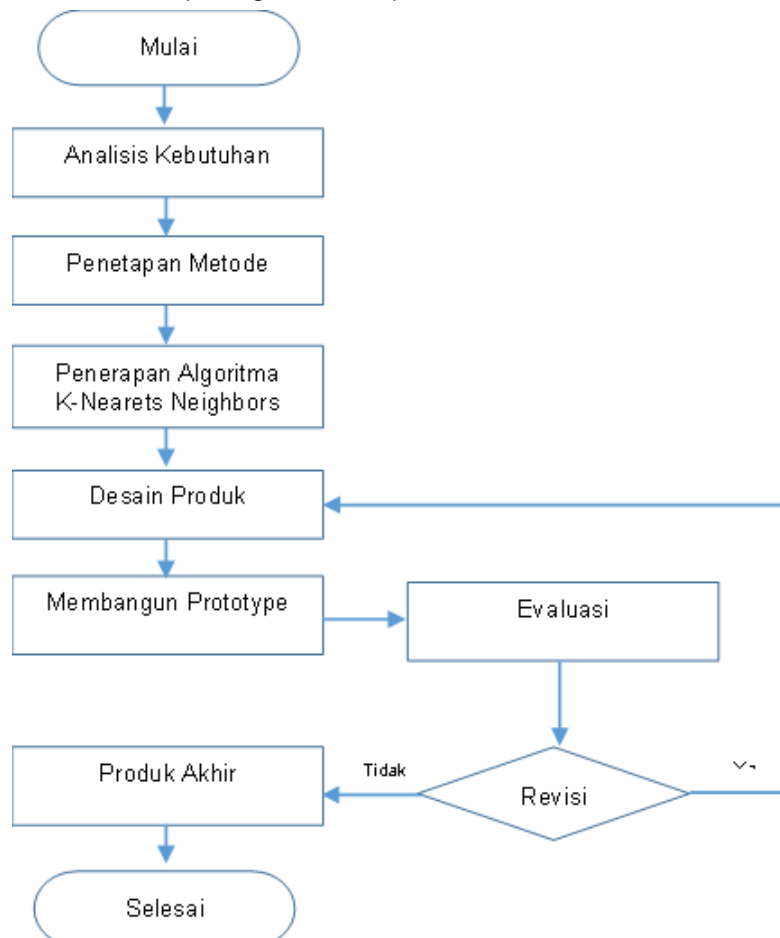 Mulai
Analisis Kebutuhan
Penetapan Metode
Penerapan Algoritma
K-Nearets Neighbors
Desain Produk
Membangun Prototype
Evaluasi
Produk Akhir
Tidak
Revisi
Selesai